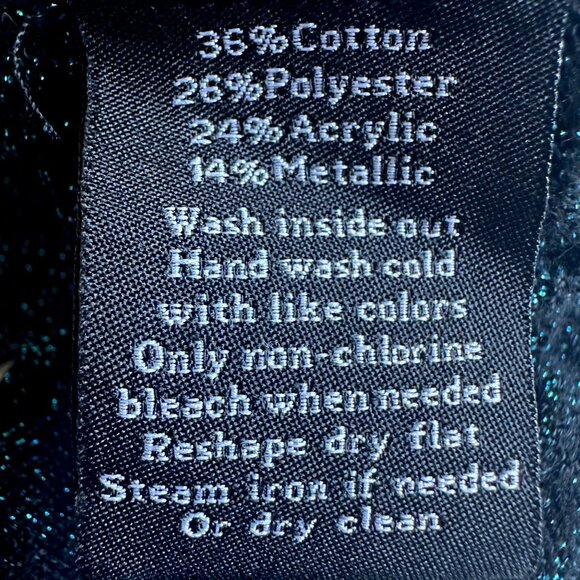 36%Cotton
26%Polyester
24%Acrylic
14%Metallic
Wash inside out
Hand wash cold
with like colors
Only non-chlorine
bleach when needed
Reshape dry flat
Steam iron if needed
Or dry clean